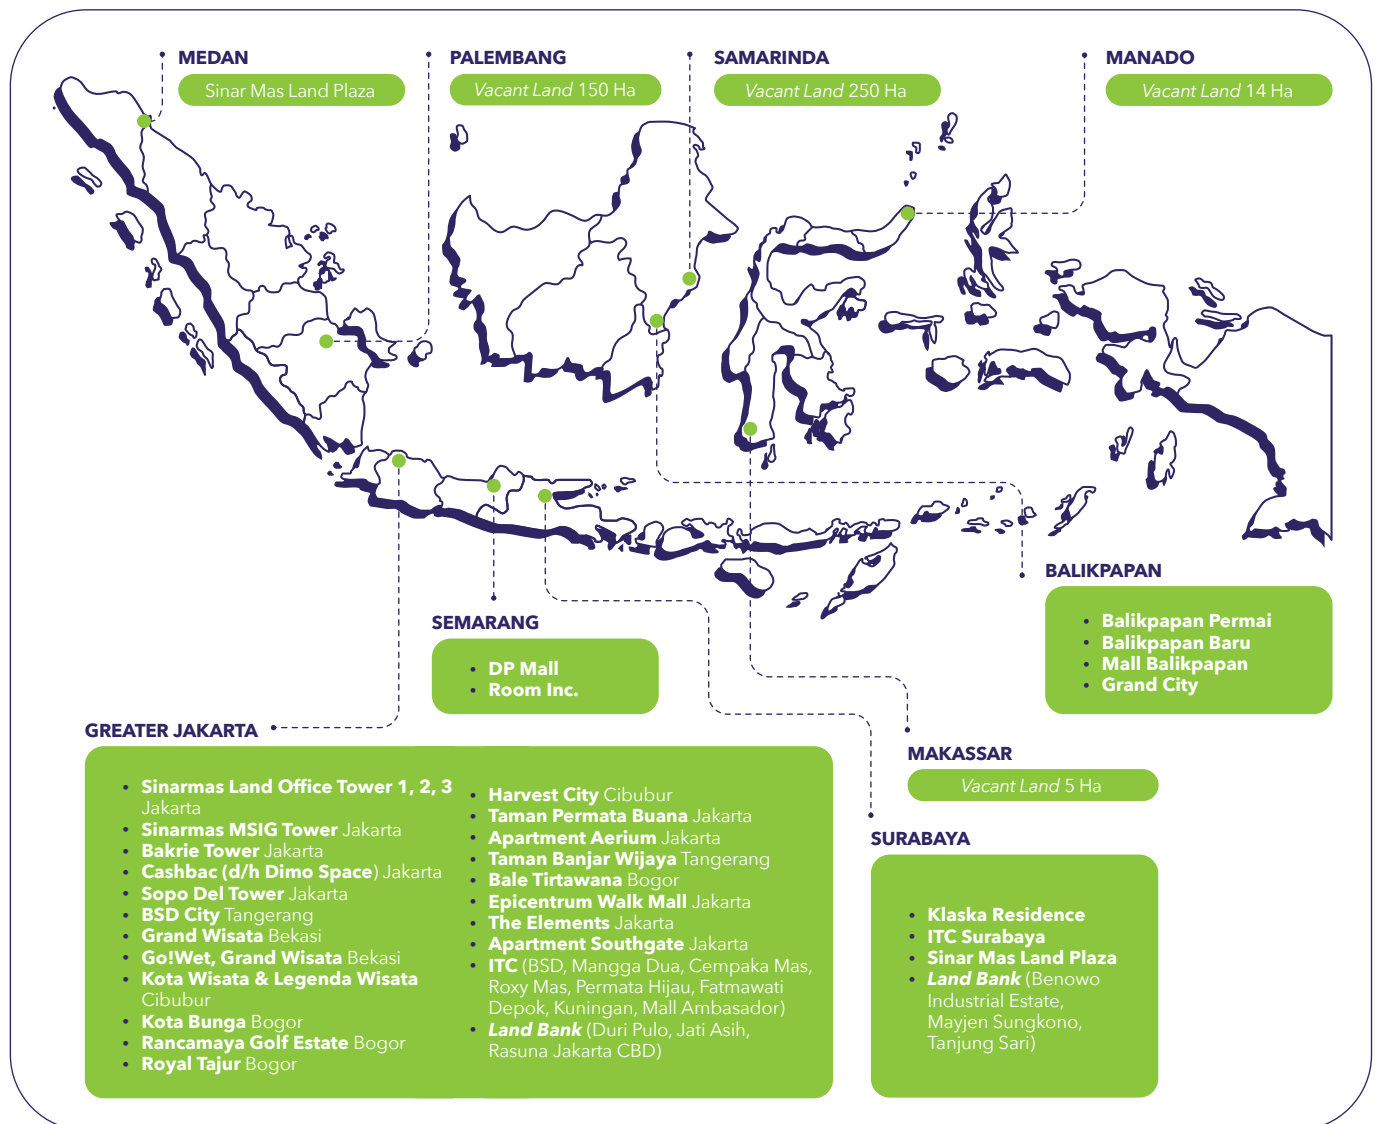 MEDAN
Sinar Mas Land Plaza
PALEMBANG
Vacant Land 150 Ha
SAMARINDA
Vacant Land 250 Ha
MANADO
Vacant Land 14 Ha
BALIKPAPAN
• Balikpapan Permai
• Balikpapan Baru
• Mall Balikpapan
• Grand City
SEMARANG
• DP Mall
• Room Inc.
GREATER JAKARTA
• Sinarmas Land Office Tower 1, 2, 3
Jakarta
• Sinarmas MSIG Tower Jakarta
• Bakrie Tower Jakarta
• Cashbac (d/h Dimo Space) Jakarta
• Sopo Del Tower Jakarta
• BSD City Tangerang
• Grand Wisata Bekasi
• Go!Wet, Grand Wisata Bekasi
• Kota Wisata & Legenda Wisata
Cibubur
• Kota Bunga Bogor
• Rancamaya Golf Estate Bogor
• Royal Tajur Bogor
• Harvest City Cibubur
• Taman Permata Buana Jakarta
• Apartment Aerium Jakarta
• Taman Banjar Wijaya Tangerang
• Bale Tirtawana Bogor
• Epicentrum Walk Mall Jakarta
• The Elements Jakarta
• Apartment Southgate Jakarta
• ITC (BSD, Mangga Dua, Cempaka Mas,
Roxy Mas, Permata Hijau, Fatmawati
Depok, Kuningan, Mall Ambasador)
• Land Bank (Duri Pulo, Jati Asih,
Rasuna Jakarta CBD)
MAKASSAR
Vacant Land 5 Ha
SURABAYA
• Klaska Residence
• ITC Surabaya
• Sinar Mas Land Plaza
• Land Bank (Benowo
Industrial Estate,
Mayjen Sungkono,
Tanjung Sari)